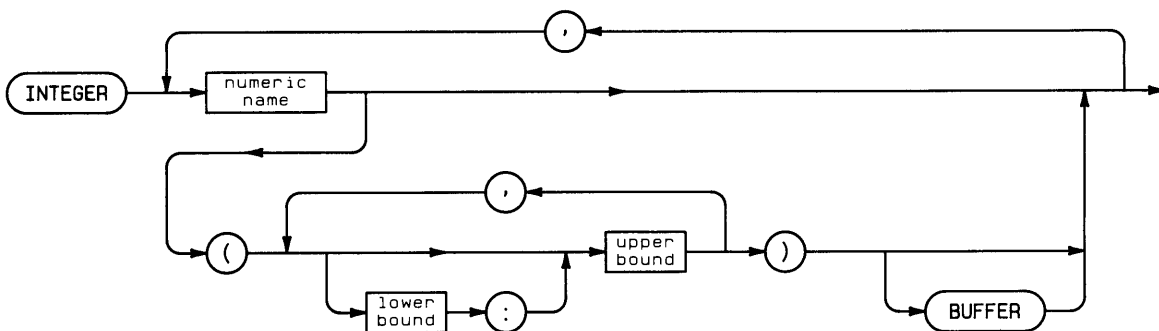 ,
INTEGER
numeric
name
,
(
upper
bound
)
lower
bound
:
BUFFER